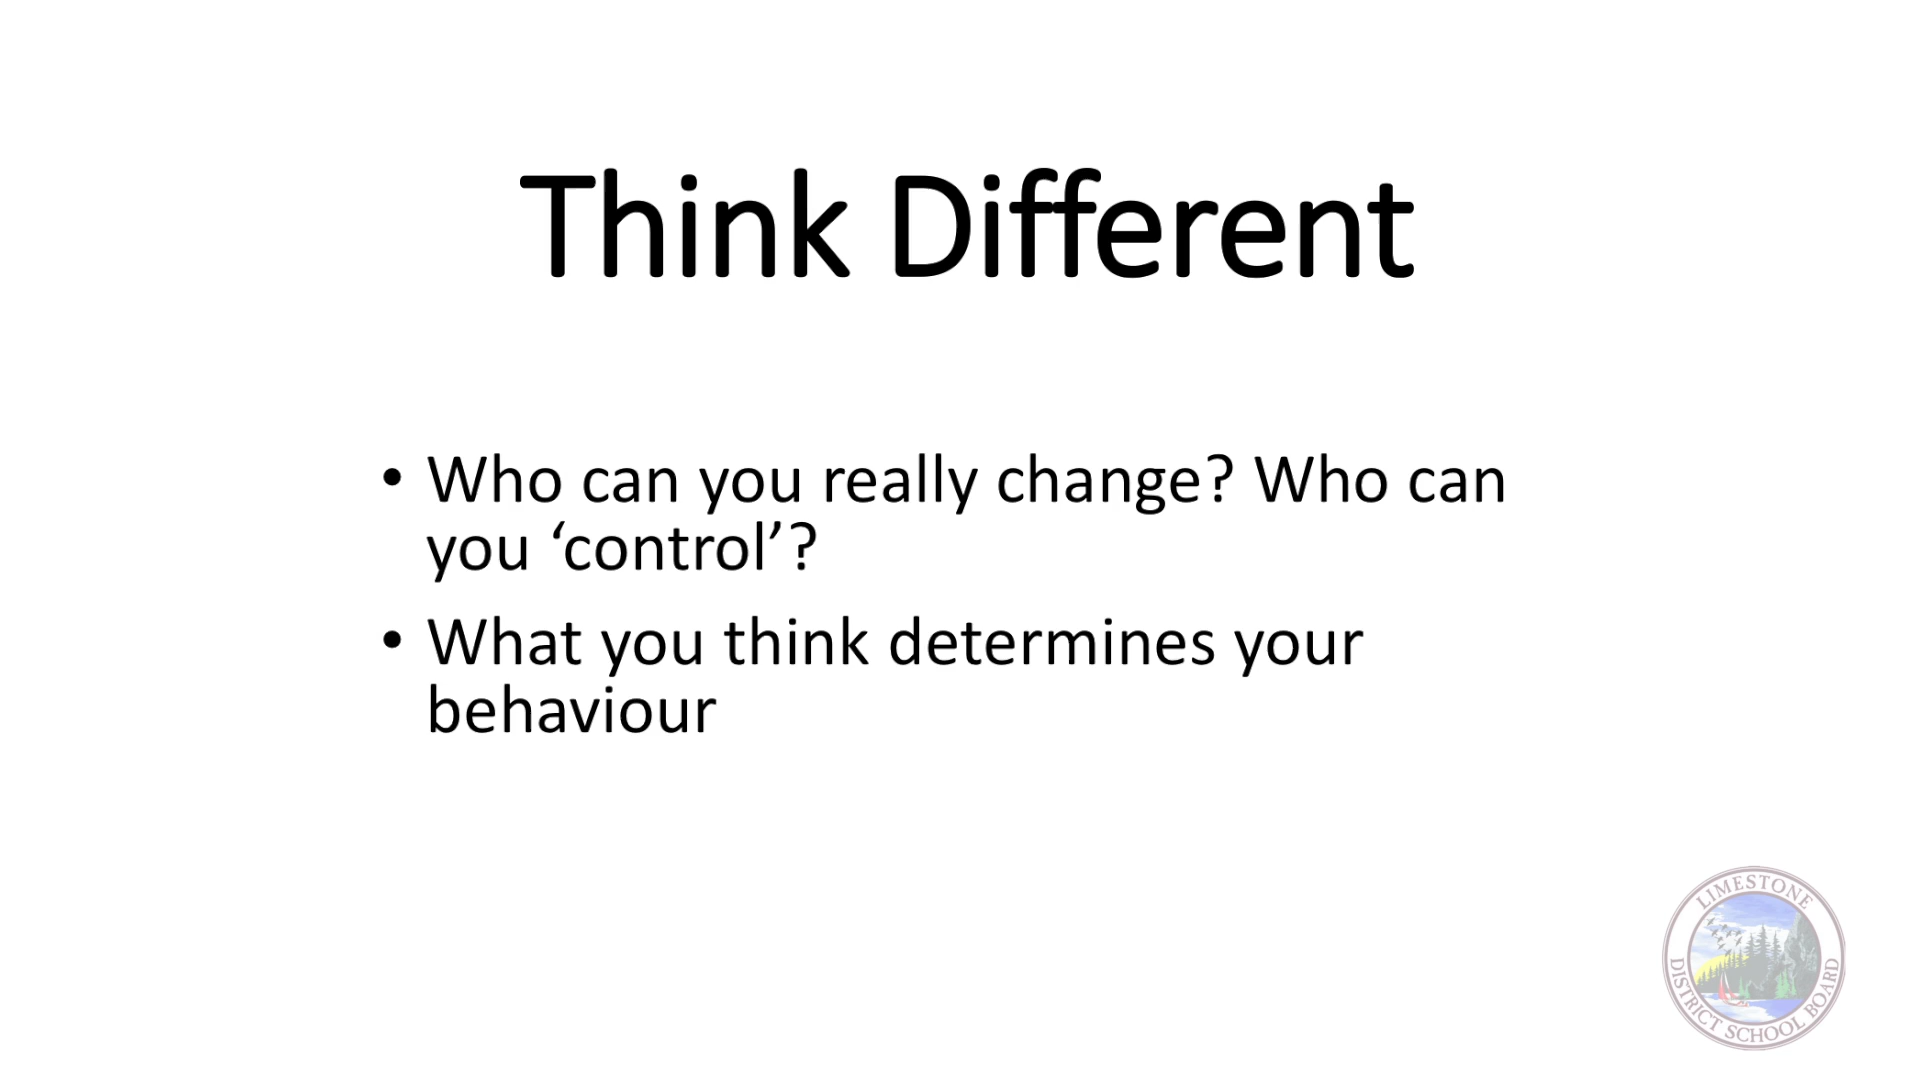 Think Different
• Who can you really change? Who can
you ‘control’?
• What you think determines your
behaviour
LIMESTONE
DISTRICT SCHOOL BOARD